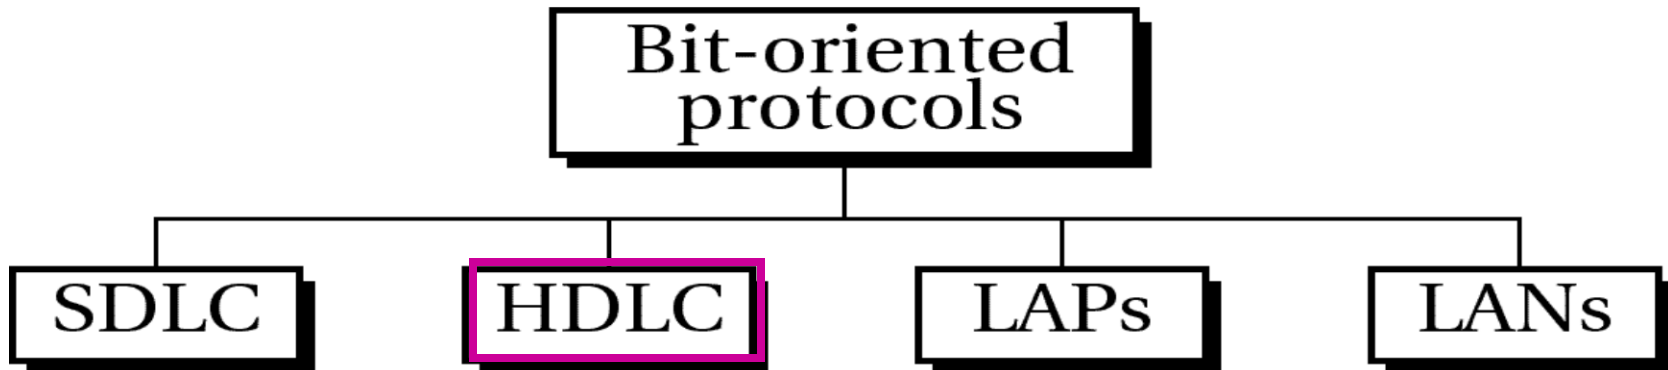 Bit-oriented
protocols
SDLC
HDLC
LAPs
LANs